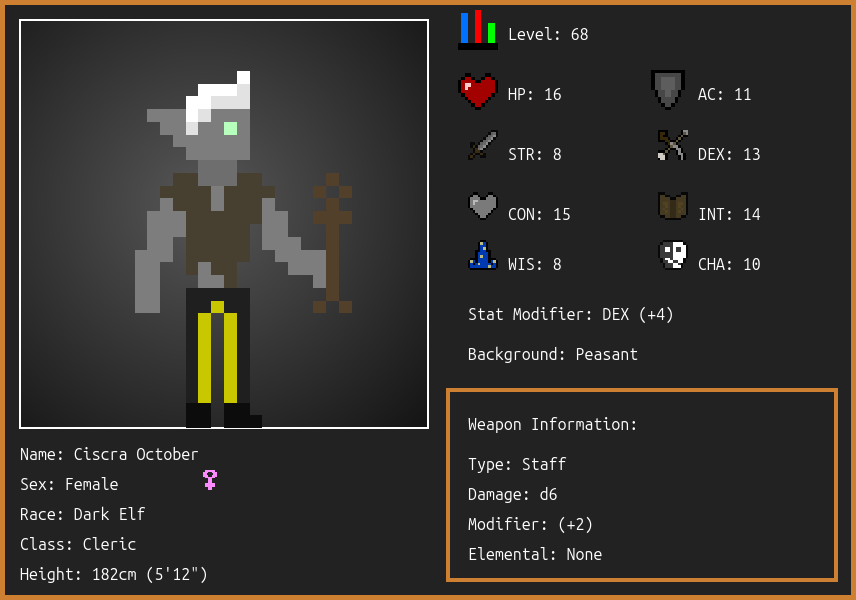 Level: 68
HP: 16
AC: 11
STR: 8
DEX: 13
CON: 15
INT: 14
WIS: 8
CHA: 10
Stat Modifier: DEX (+4)
Background: Peasant
Weapon Information:
Type: Staff
Damage: d6
Modifier: (+2)
Elemental: None
Name: Ciscra October
Sex: Female
Race: Dark Elf
Class: Cleric
Height: 182cm (5'12")